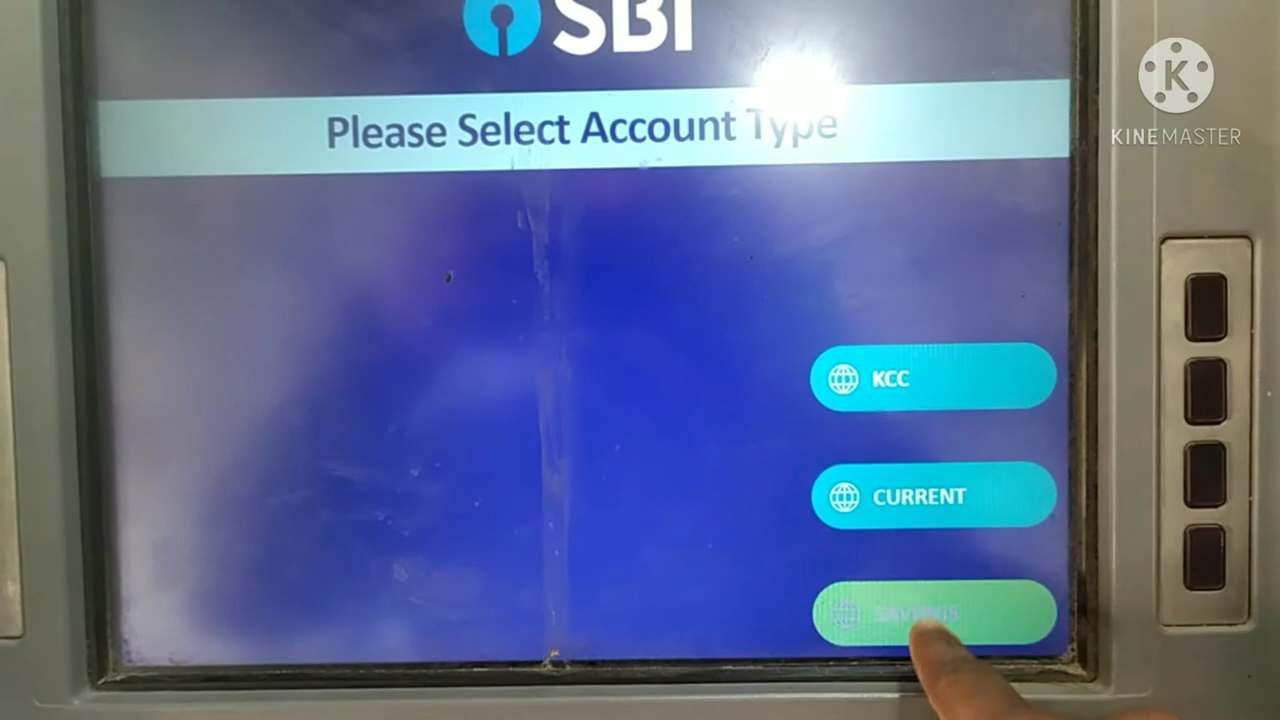 SBI
Please Select Account Type
K
KINEMASTER
KCC
CURRENT
SAVINGS